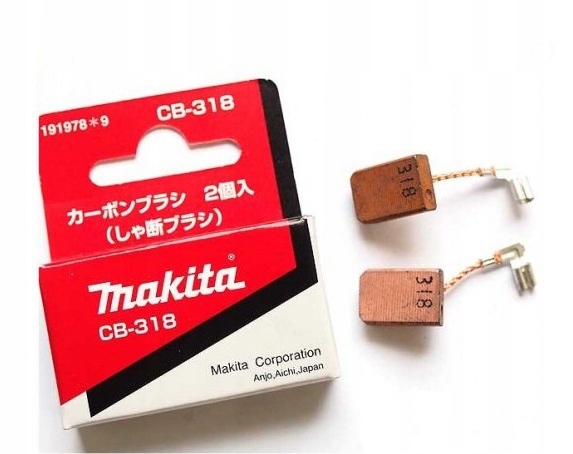 191978*9 CB-318
カーボンブラシ 2個入
(しゃ断ブラシ)
makita®
CB-318
Makita Corporation
Anjo,Aichi,Japan
318
318